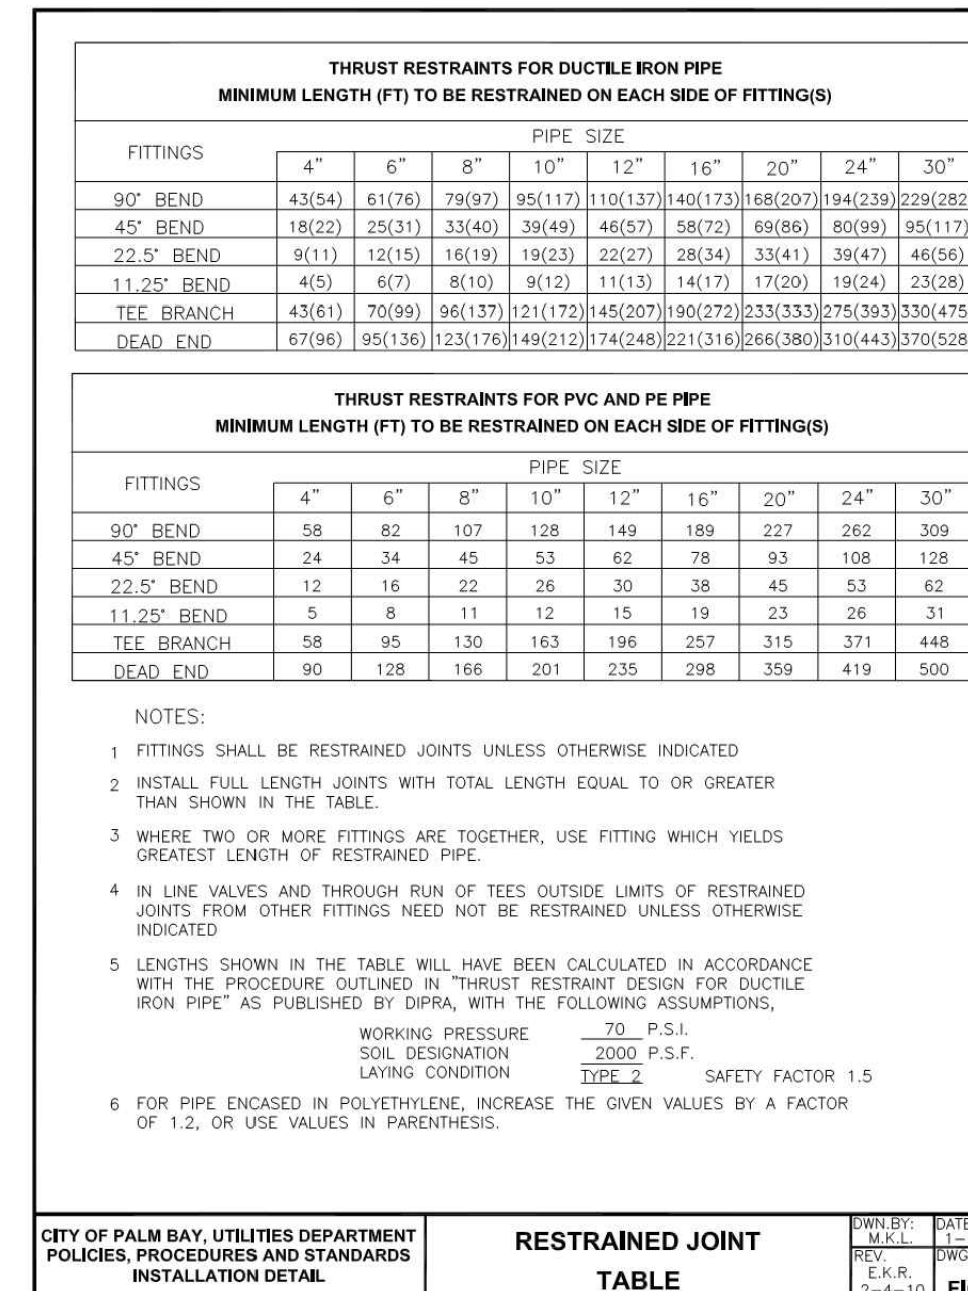 THRUST RESTRAINTS FOR DUCTILE IRON PIPE
MINIMUM LENGTH (FT) TO BE RESTRAINED ON EACH SIDE OF FITTING(S)
FITTINGS PIPE SIZE
4" 6" 8" 10" 12" 16" 20" 24" 30"
90° BEND 43(54) 61(76) 79(97) 95(117) 110(137) 140(173) 168(207) 194(239) 229(282
45° BEND 18(22) 25(31) 33(40) 39(49) 46(57) 58(72) 69(86) 80(99) 95(117)
22.5° BEND 9(11) 12(15) 16(19) 19(23) 22(27) 28(34) 33(41) 39(47) 46(56)
11.25° BEND 4(5) 6(7) 8(10) 9(12) 11(13) 14(17) 17(20) 19(24) 23(28)
TEE BRANCH 43(61) 70(99) 96(137) 121(172) 145(207) 190(272) 233(333) 275(393) 330(475
DEAD END 67(96) 95(136) 123(176) 149(212) 174(248) 221(316) 266(380) 310(443) 370(528
THRUST RESTRAINTS FOR PVC AND PE PIPE
MINIMUM LENGTH (FT) TO BE RESTRAINED ON EACH SIDE OF FITTING(S)
FITTINGS PIPE SIZE
4" 6" 8" 10" 12" 16" 20" 24" 30"
90° BEND 58 82 107 128 149 189 227 262 309
45° BEND 24 34 45 53 62 78 93 108 128
22.5° BEND 12 16 22 26 30 38 45 53 62
11.25° BEND 5 8 11 12 15 19 23 26 31
TEE BRANCH 58 95 130 163 196 257 315 371 448
DEAD END 90 128 166 201 235 298 359 419 500
NOTES:
1 FITTINGS SHALL BE RESTRAINED JOINTS UNLESS OTHERWISE INDICATED
2 INSTALL FULL LENGTH JOINTS WITH TOTAL LENGTH EQUAL TO OR GREATER
THAN SHOWN IN THE TABLE.
3 WHERE TWO OR MORE FITTINGS ARE TOGETHER, USE FITTING WHICH YIELDS
GREATEST LENGTH OF RESTRAINED PIPE.
4 IN LINE VALVES AND THROUGH RUN OF TEES OUTSIDE LIMITS OF RESTRAINED
JOINTS FROM OTHER FITTINGS NEED NOT BE RESTRAINED UNLESS OTHERWISE
INDICATED
5 LENGTHS SHOWN IN THE TABLE WILL HAVE BEEN CALCULATED IN ACCORDANCE
WITH THE PROCEDURE OUTLINED IN "THRUST RESTRAINT DESIGN FOR DUCTILE
IRON PIPE" AS PUBLISHED BY DIPRA, WITH THE FOLLOWING ASSUMPTIONS,
WORKING PRESSURE 70 P.S.I.
SOIL DESIGNATION 2000 P.S.F.
LAYING CONDITION TYPE 2 SAFETY FACTOR 1.5
6 FOR PIPE ENCASED IN POLYETHYLENE, INCREASE THE GIVEN VALUES BY A FACTOR
OF 1.2, OR USE VALUES IN PARENTHESIS.
CITY OF PALM BAY, UTILITIES DEPARTMENT
POLICIES, PROCEDURES AND STANDARDS
INSTALLATION DETAIL
RESTRAINED JOINT
TABLE
DWN.BY:
M.K.L.
REV.
E.K.R.
2-4-10
DATE
1-
DWG